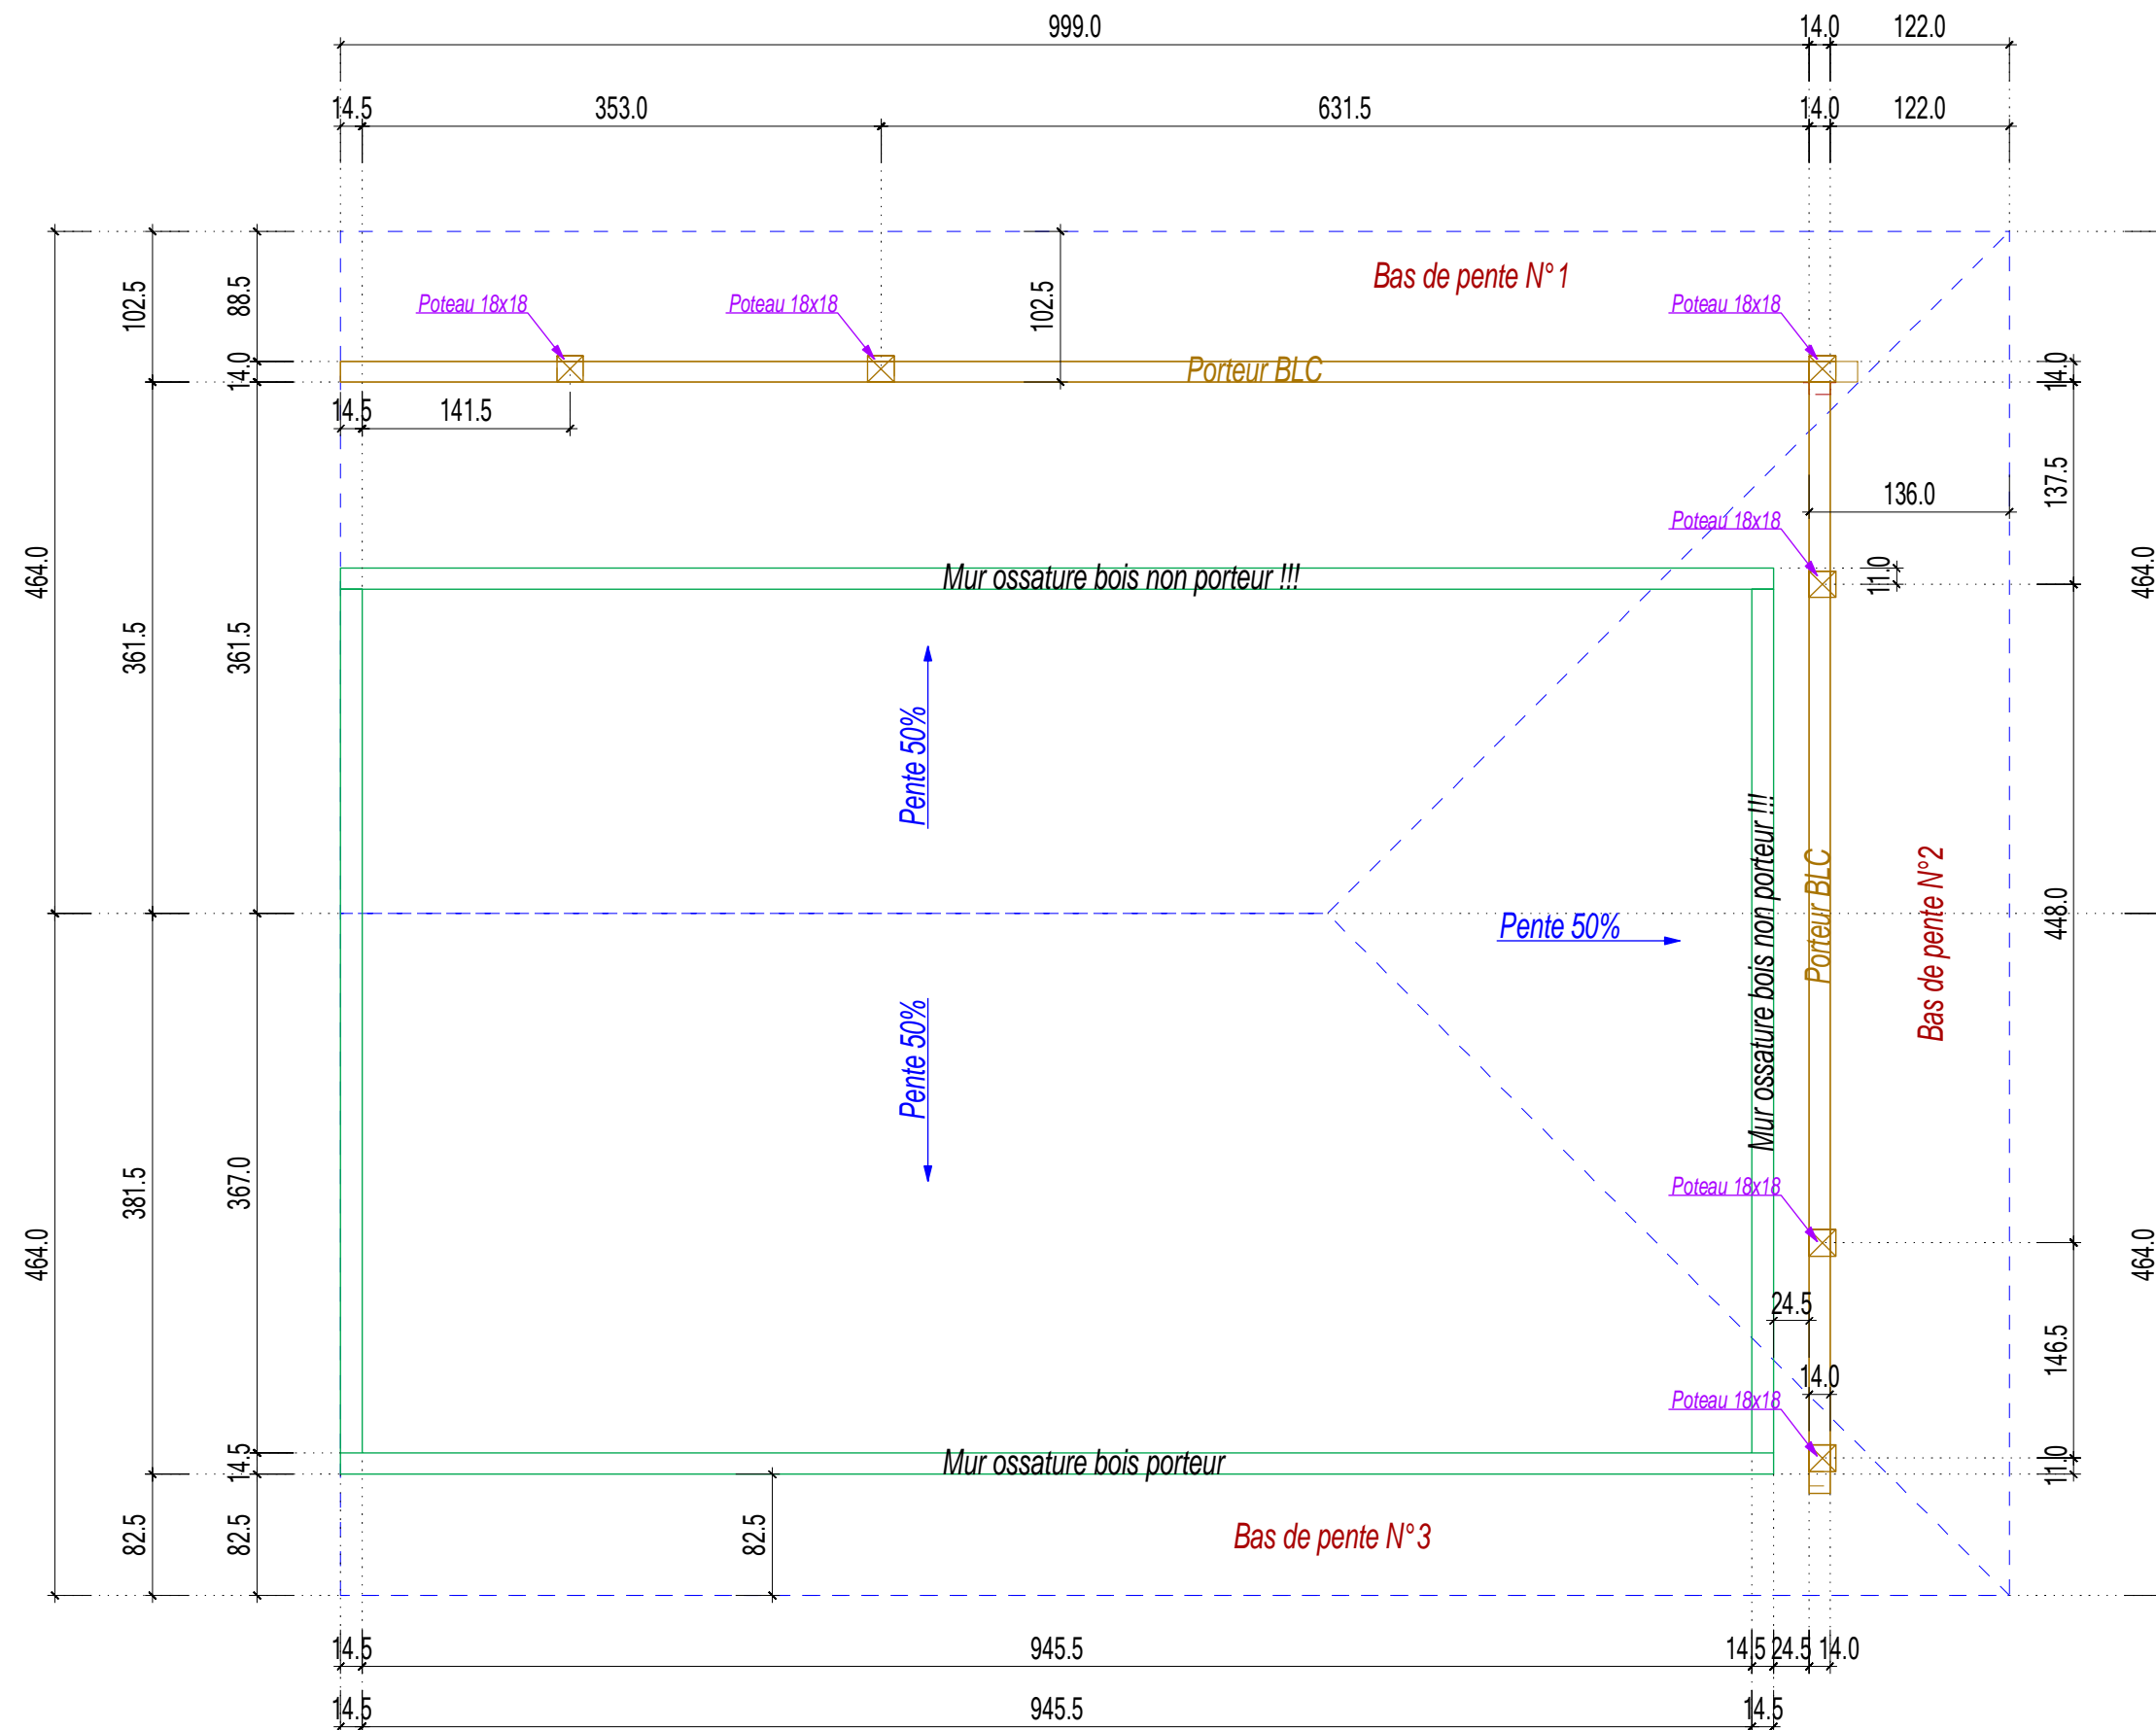 999.0 14.0 122.0
14.5 353.0 631.5 14.0 122.0
102.5 88.5 102.5 Bas de pente N°1
Poteau 18x18 Poteau 18x18 Poteau 18x18
14.0 Porteur BLC 14.0
14.5 141.5
137.5
136.0
Poteau 18x18
464.0 Mur ossature bois non porteur !!! 11.0 464.0
361.5 361.5
Pente 50%
Mur ossature bois non porteur !!!
Porteur BLC
Bas de pente N°2
448.0
Pente 50%
Pente 50%
381.5 367.0
Poteau 18x18
464.0 464.0
24.5
146.5
14.0
Poteau 18x18
14.5 Mur ossature bois porteur 11.0
82.5 82.5 82.5 Bas de pente N°3
14.5 945.5 14.5 24.5 14.0
14.5 945.5 14.5